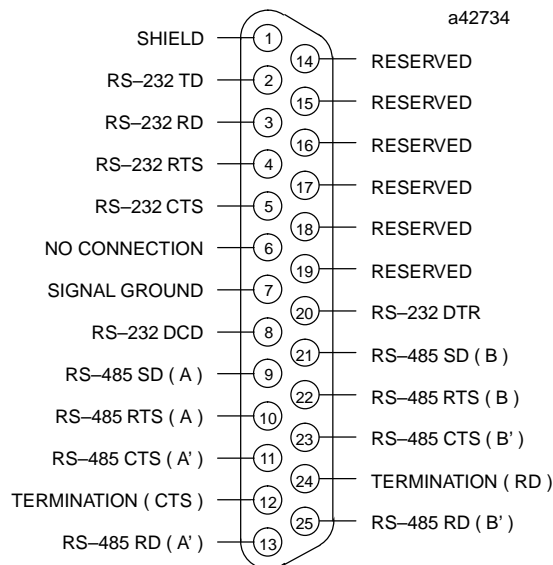 a42734
SHIELD 1
14 RESERVED
RS–232 TD 2
15 RESERVED
RS–232 RD 3
16 RESERVED
RS–232 RTS 4
17 RESERVED
RS–232 CTS 5
18 RESERVED
NO CONNECTION 6
19 RESERVED
SIGNAL GROUND 7
20 RS–232 DTR
RS–232 DCD 8
21 RS–485 SD ( B )
RS–485 SD ( A ) 9
22 RS–485 RTS ( B )
RS–485 RTS ( A ) 10
23 RS–485 CTS ( B' )
RS–485 CTS ( A' ) 11
24 TERMINATION ( RD )
TERMINATION ( CTS ) 12
25 RS–485 RD ( B' )
RS–485 RD ( A' ) 13